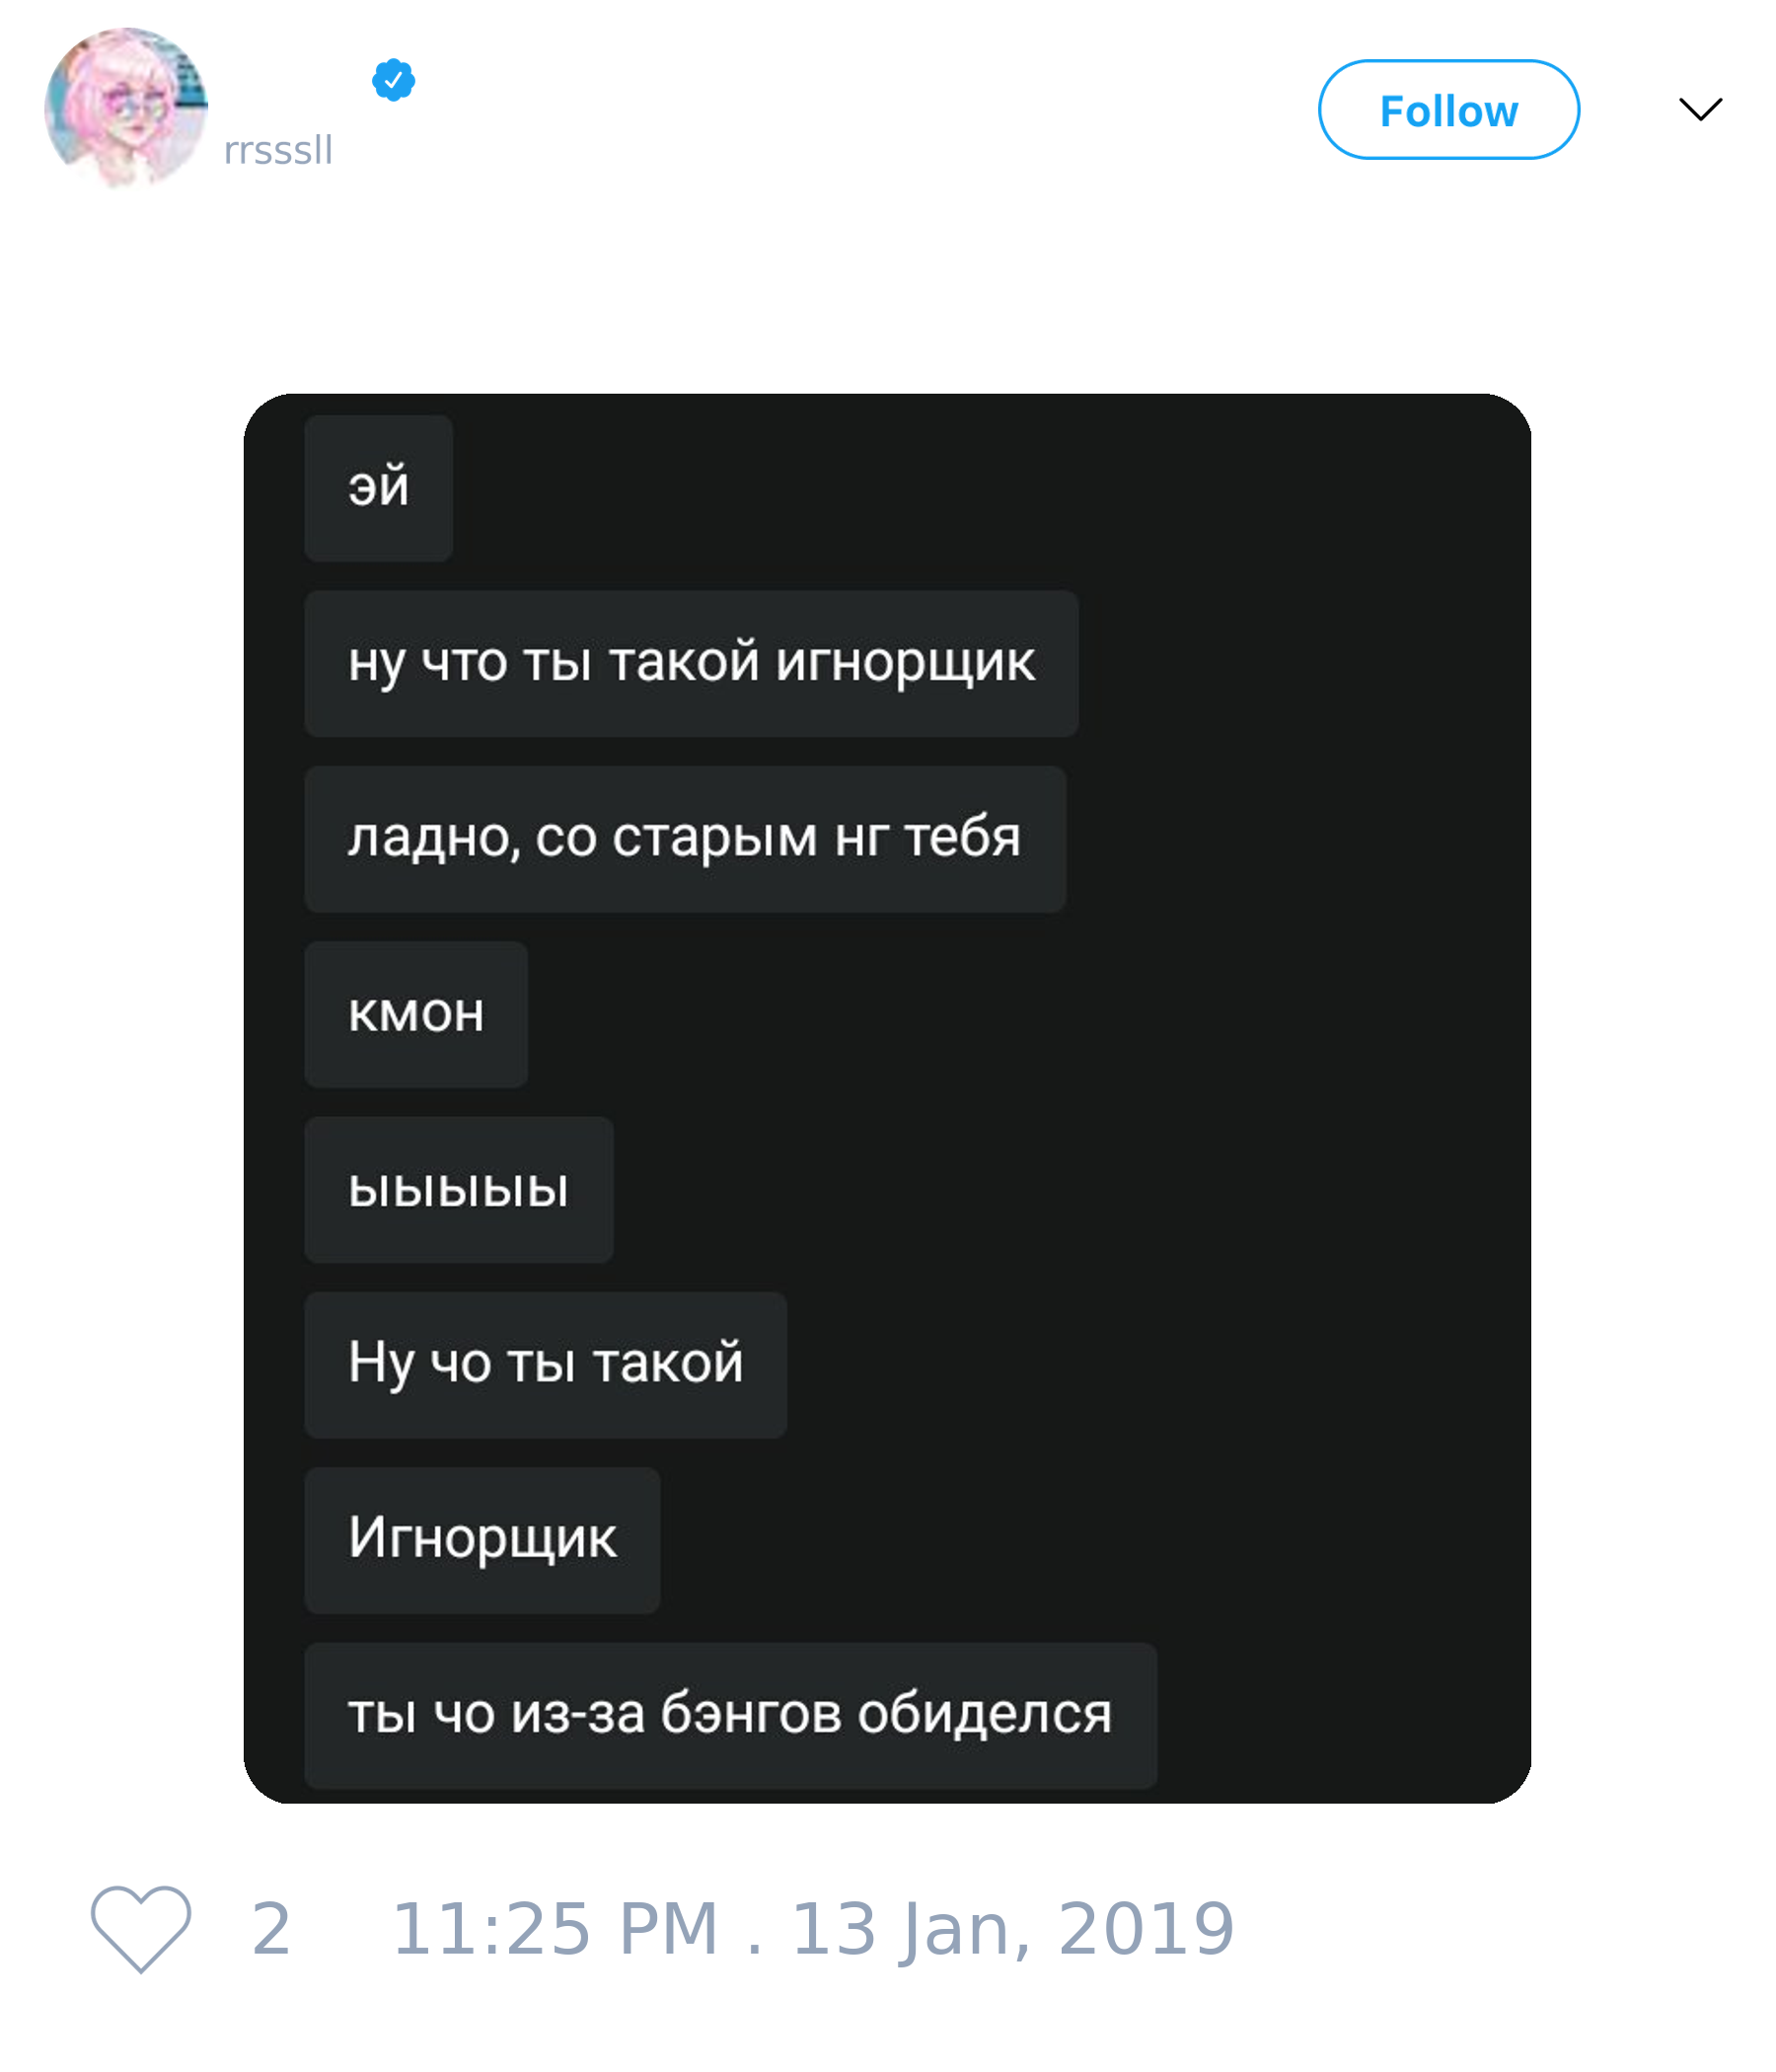 rrsssll
Follow
эй
ну что ты такой игнорщик
ладно, со старым нг тебя
кмон
ыыыыы
Ну чо ты такой
Игнорщик
ты чо из-за бэнгов обиделся
2 11:25 PM . 13 Jan, 2019